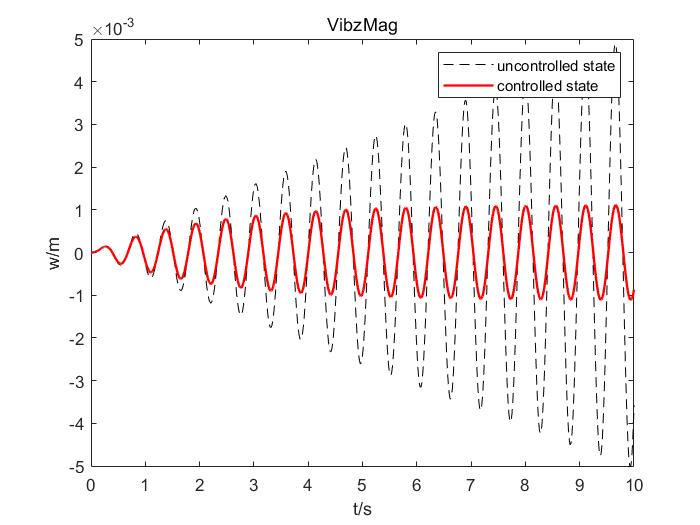 VibzMag
×10-3
5
4
3
2
1
0
-1
-2
-3
-4
-5
w/m
uncontrolled state
controlled state
0 1 2 3 4 5 6 7 8 9 10
t/s